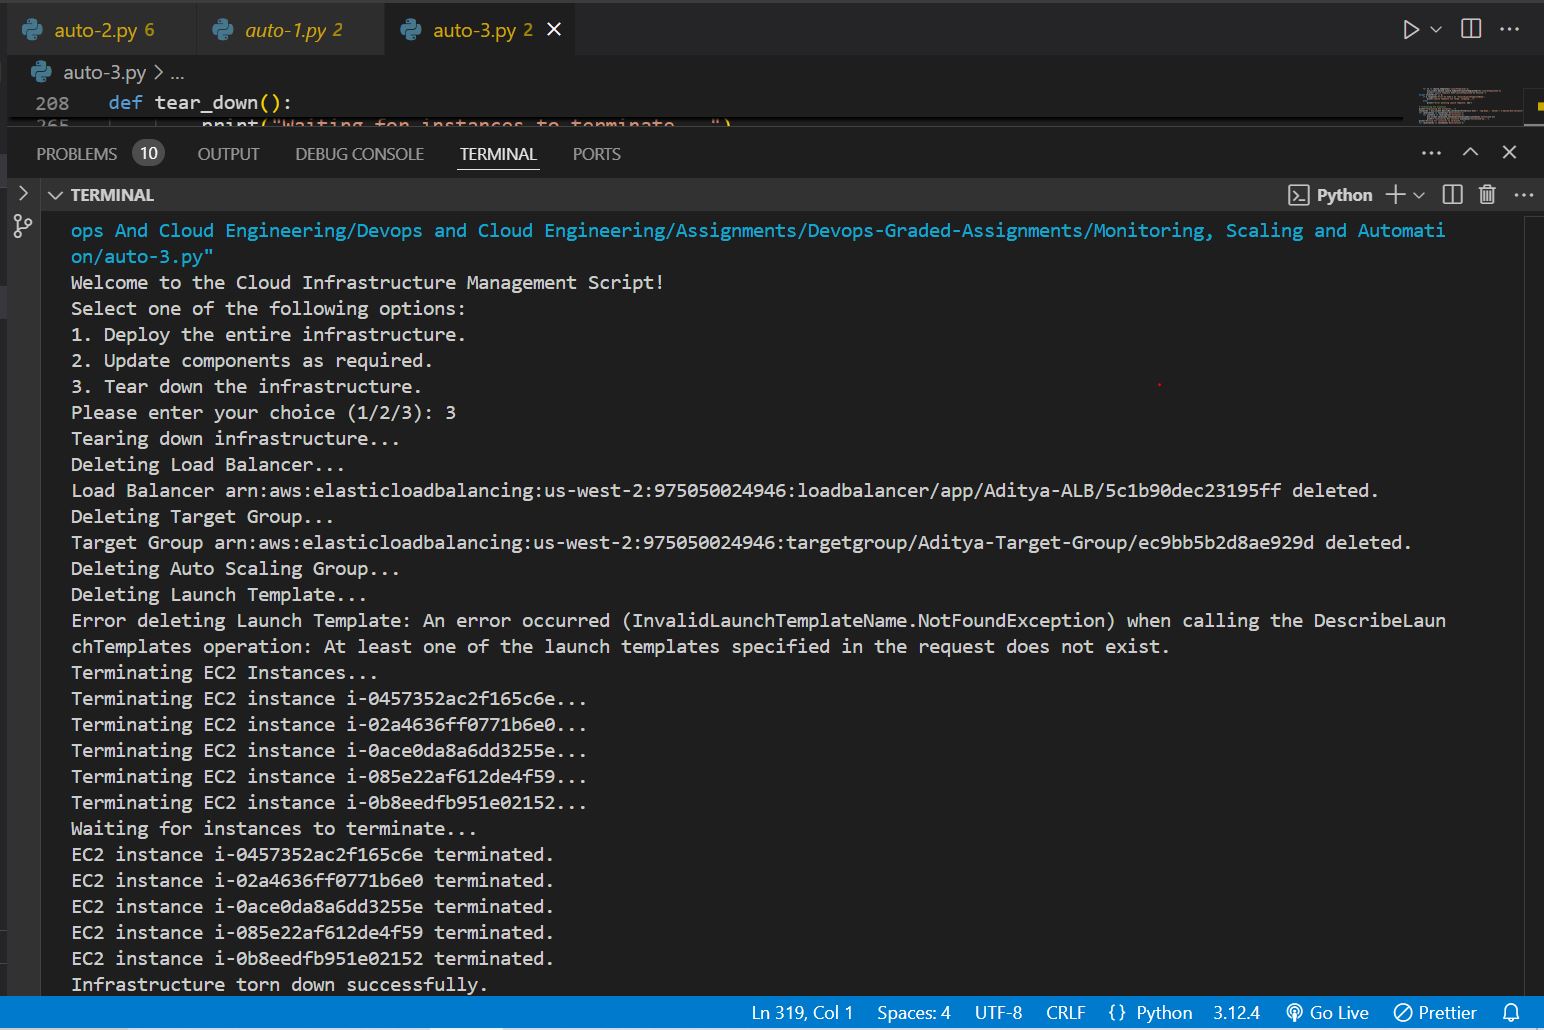 auto-2.py 6
auto-1.py 2
auto-3.py 2
auto-3.py > ...
208 def tear_down():
265 print("Waiting for instances to terminate...")
PROBLEMS 10 OUTPUT DEBUG CONSOLE TERMINAL PORTS
TERMINAL
Python
ops And Cloud Engineering/Devops and Cloud Engineering/Assignments/Devops-Graded-Assignments/Monitoring, Scaling and Automati
on/auto-3.py"
Welcome to the Cloud Infrastructure Management Script!
Select one of the following options:
1. Deploy the entire infrastructure.
2. Update components as required.
3. Tear down the infrastructure.
Please enter your choice (1/2/3): 3
Tearing down infrastructure...
Deleting Load Balancer...
Load Balancer arn:aws:elasticloadbalancing:us-west-2:975050024946:loadbalancer/app/Aditya-ALB/5c1b90dec23195ff deleted.
Deleting Target Group...
Target Group arn:aws:elasticloadbalancing:us-west-2:975050024946:targetgroup/Aditya-Target-Group/ec9bb5b2d8ae929d deleted.
Deleting Auto Scaling Group...
Deleting Launch Template...
Error deleting Launch Template: An error occurred (InvalidLaunchTemplateName.NotFoundException) when calling the DescribeLaun
chTemplates operation: At least one of the launch templates specified in the request does not exist.
Terminating EC2 Instances...
Terminating EC2 instance i-0457352ac2f165c6e...
Terminating EC2 instance i-02a4636ff0771b6e0...
Terminating EC2 instance i-0ace0da8a6dd3255e...
Terminating EC2 instance i-085e22af612de4f59...
Terminating EC2 instance i-0b8eedfb951e02152...
Waiting for instances to terminate...
EC2 instance i-0457352ac2f165c6e terminated.
EC2 instance i-02a4636ff0771b6e0 terminated.
EC2 instance i-0ace0da8a6dd3255e terminated.
EC2 instance i-085e22af612de4f59 terminated.
EC2 instance i-0b8eedfb951e02152 terminated.
Infrastructure torn down successfully.
Ln 319, Col 1 Spaces: 4 UTF-8 CRLF {} Python 3.12.4 Go Live Prettier